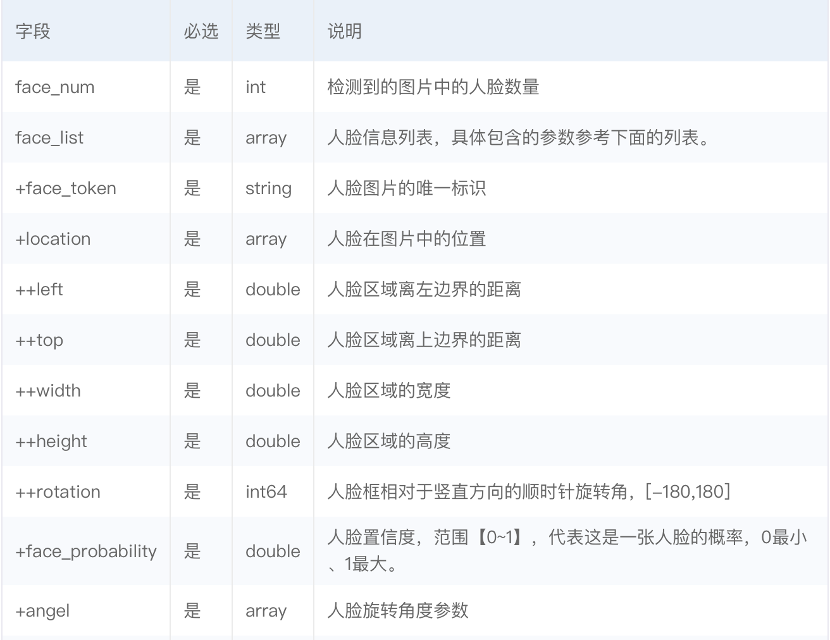 字段 必选 类型 说明
face_num 是 int 检测到的图片中的人脸数量
face_list 是 array 人脸信息列表，具体包含的参数参考下面的列表。
+face_token 是 string 人脸图片的唯一标识
+location 是 array 人脸在图片中的位置
++left 是 double 人脸区域离左边界的距离
++top 是 double 人脸区域离上边界的距离
++width 是 double 人脸区域的宽度
++height 是 double 人脸区域的高度
++rotation 是 int64 人脸框相对于竖直方向的顺时针旋转角，[-180,180]
+face_probability 是 double 人脸置信度，范围【0~1】，代表这是一张人脸的概率，0最小
、1最大。
+angel 是 array 人脸旋转角度参数